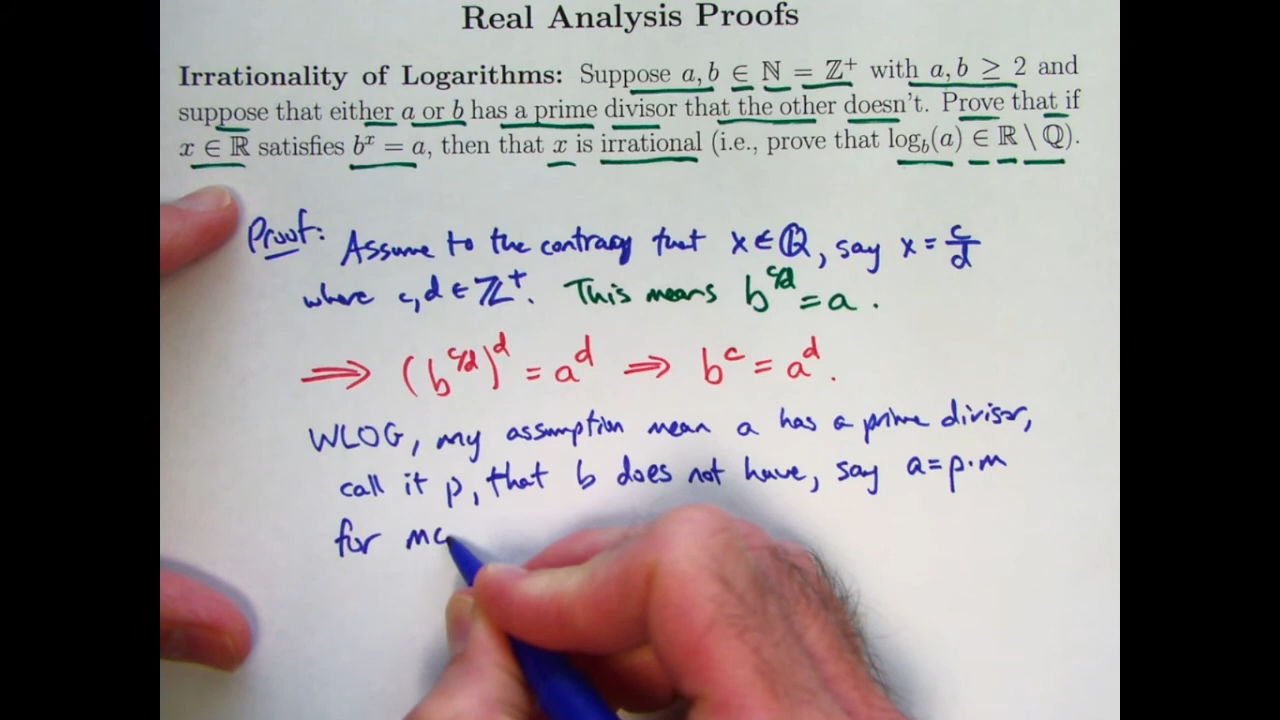 Real Analysis Proofs
Irrationality of Logarithms: Suppose a, b ∈ ℕ = ℤ⁺ with a, b ≥ 2 and
suppose that either a or b has a prime divisor that the other doesn't. Prove that if
x ∈ ℝ satisfies bˣ = a, then that x is irrational (i.e., prove that log_b(a) ∈ ℝ \ ℚ).
Proof: Assume to the contrary that x ∈ ℚ, say x = c/d
where c, d ∈ ℤ⁺. This means b^(c/d) = a.
⟹ (b^(c/d))^d = a^d ⟹ b^c = a^d.
WLOG, my assumption mean a has a prime divisor,
call it p, that b does not have, say a = p·m
for m